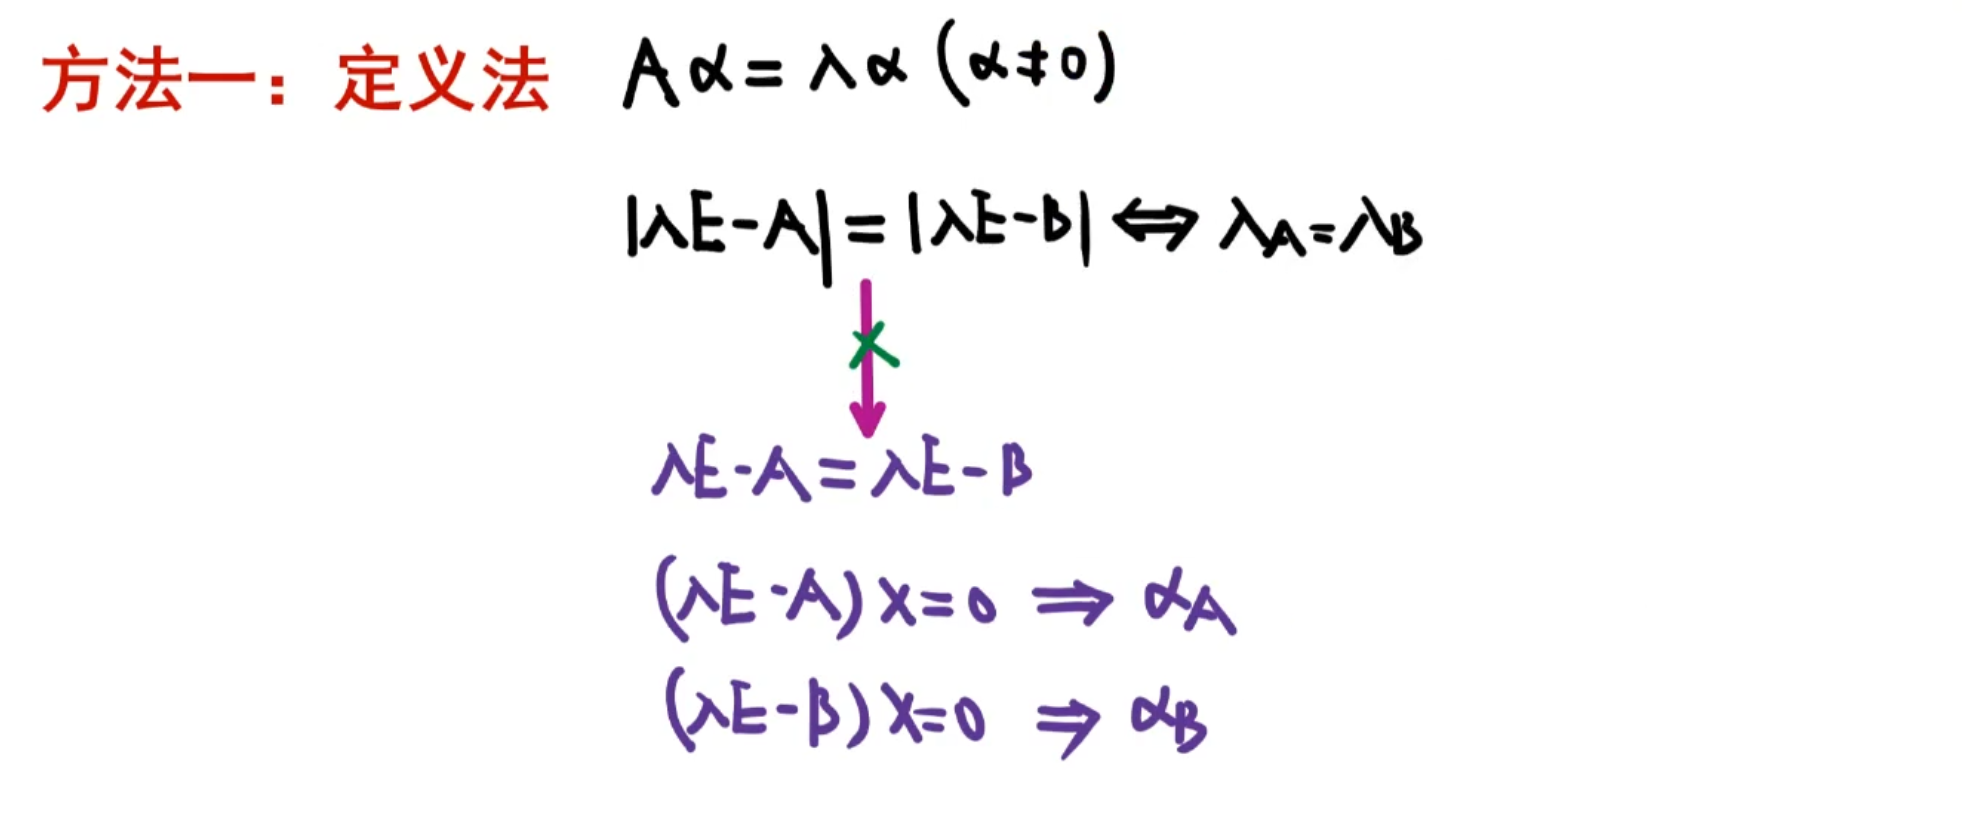 方法一：定义法 Aα=λα(α≠0)
|λE-A|=|λE-B|⇔λA=λB
λE-A=λE-B
(λE-A)x=0 ⇒ αA
(λE-B)x=0 ⇒ αB